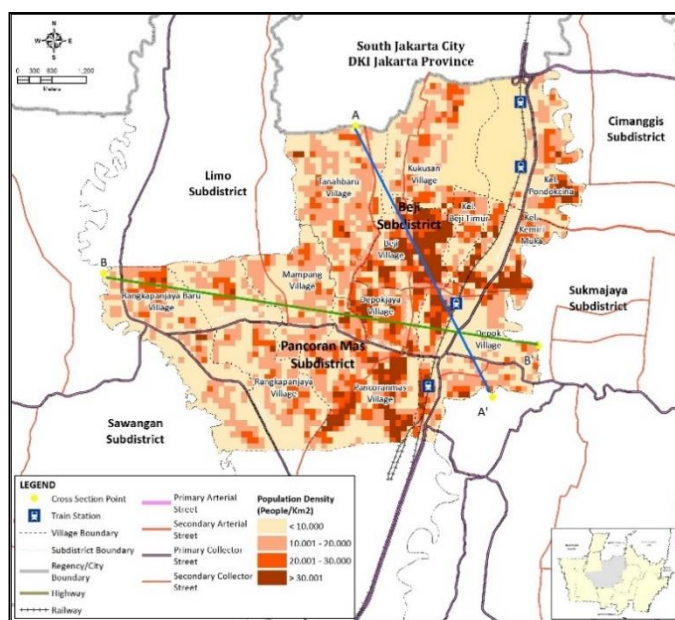 N
W
E
S
0 300 600
1,200
Meters
South Jakarta City
DKI Jakarta Province
Cimanggis
Subdistrict
A
Limo
Subdistrict
Kukusan
Village
Tanahbaru
Village
Kel.
Pondokcina
Beji
Subdistrict
Kel.
Beji Timur
Kel.
Kemiri
Muka
Beji
Village
B
Mampang
Village
Sukmajaya
Subdistrict
Rangkapanjaya Baru
Village
Depokjaya
Village
Depok
Village
Pancoran Mas
Subdistrict
B'
Rangkapanjaya
Village
Pancoranmas
Village
A'
Sawangan
Subdistrict
LEGEND
Cross Section Point
Train Station
Village Boundary
Subdistrict Boundary
Regency/City
Boundary
Highway
Railway
Primary Arterial
Street
Secondary Arterial
Street
Primary Collector
Street
Secondary Collector
Street
Population Density
(People/Km2)
< 10.000
10.001 - 20.000
20.001 - 30.000
> 30.001